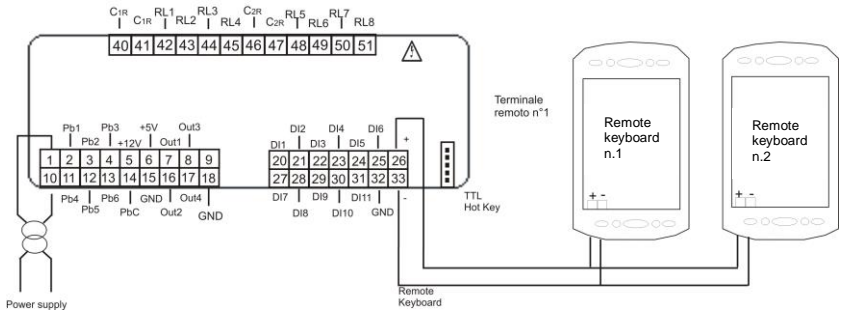 C1R C1R RL1 RL2 RL3 RL4 C2R C2R RL5 RL6 RL7 RL8
40 41 42 43 44 45 46 47 48 49 50 51
Terminale
remoto n°1
Remote
keyboard
n.1
Remote
keyboard
n.2
+ -
+ -
Pb1 Pb2 Pb3 +12V +5V Out1 Out3
DI1 DI2 DI3 DI4 DI5 DI6 +
1 2 3 4 5 6 7 8 9
10 11 12 13 14 15 16 17 18
20 21 22 23 24 25 26
27 28 29 30 31 32 33
Pb4 Pb5 Pb6 PbC GND Out2 Out4 GND
DI7 DI8 DI9 DI10 DI11 GND -
TTL
Hot Key
Power supply
Remote
Keyboard